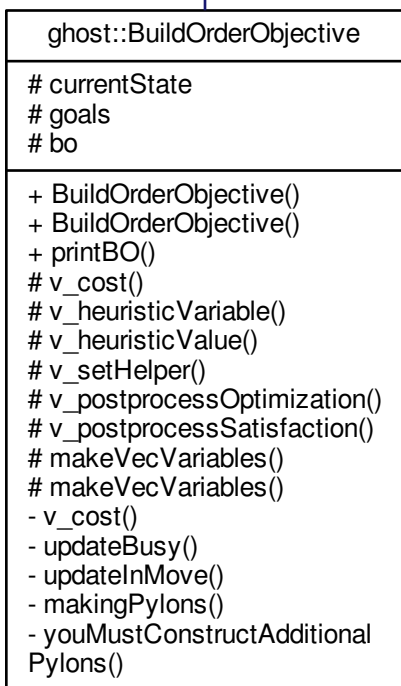 ghost::BuildOrderObjective
# currentState
# goals
# bo
+ BuildOrderObjective()
+ BuildOrderObjective()
+ printBO()
# v_cost()
# v_heuristicVariable()
# v_heuristicValue()
# v_setHelper()
# v_postprocessOptimization()
# v_postprocessSatisfaction()
# makeVecVariables()
# makeVecVariables()
- v_cost()
- updateBusy()
- updateInMove()
- makingPylons()
- youMustConstructAdditional
Pylons()